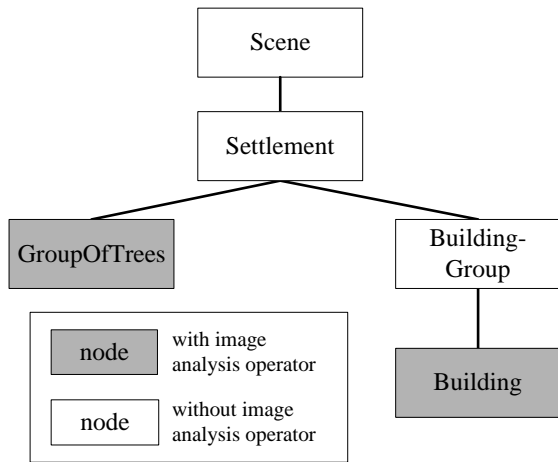 Scene
Settlement
GroupOfTrees
Building-
Group
node
with image
analysis operator
Building
node
without image
analysis operator